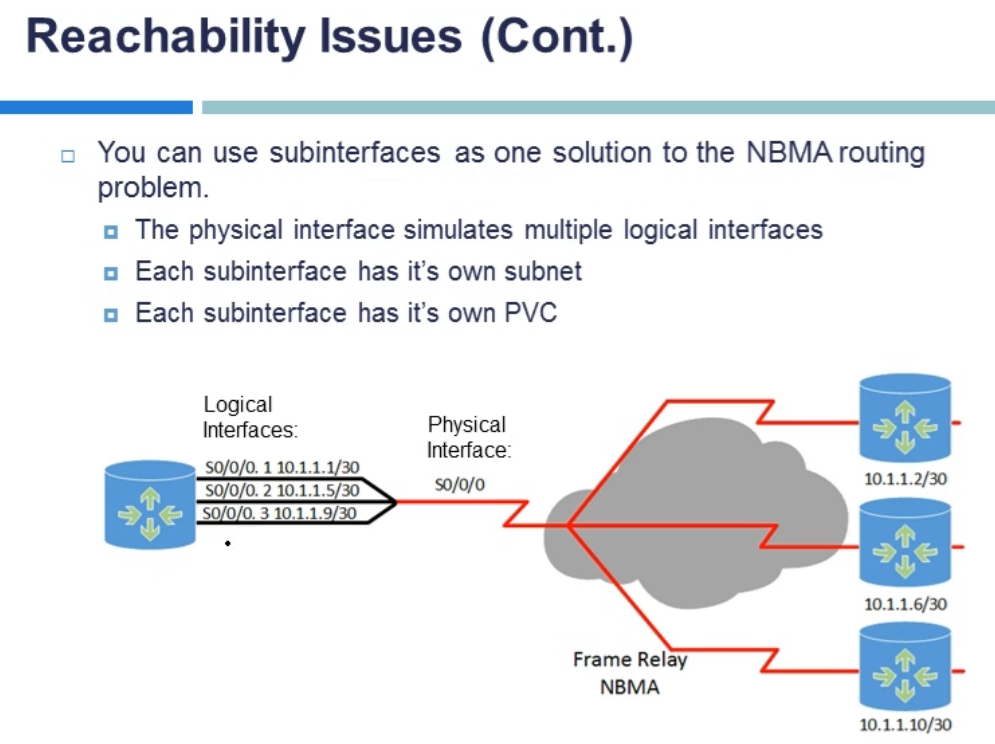 Reachability Issues (Cont.)
You can use subinterfaces as one solution to the NBMA routing
problem.
The physical interface simulates multiple logical interfaces
Each subinterface has it's own subnet
Each subinterface has it's own PVC
Logical
Interfaces:
S0/0/0. 1 10.1.1.1/30
S0/0/0. 2 10.1.1.5/30
S0/0/0. 3 10.1.1.9/30
Physical
Interface:
S0/0/0
10.1.1.2/30
10.1.1.6/30
Frame Relay
NBMA
10.1.1.10/30